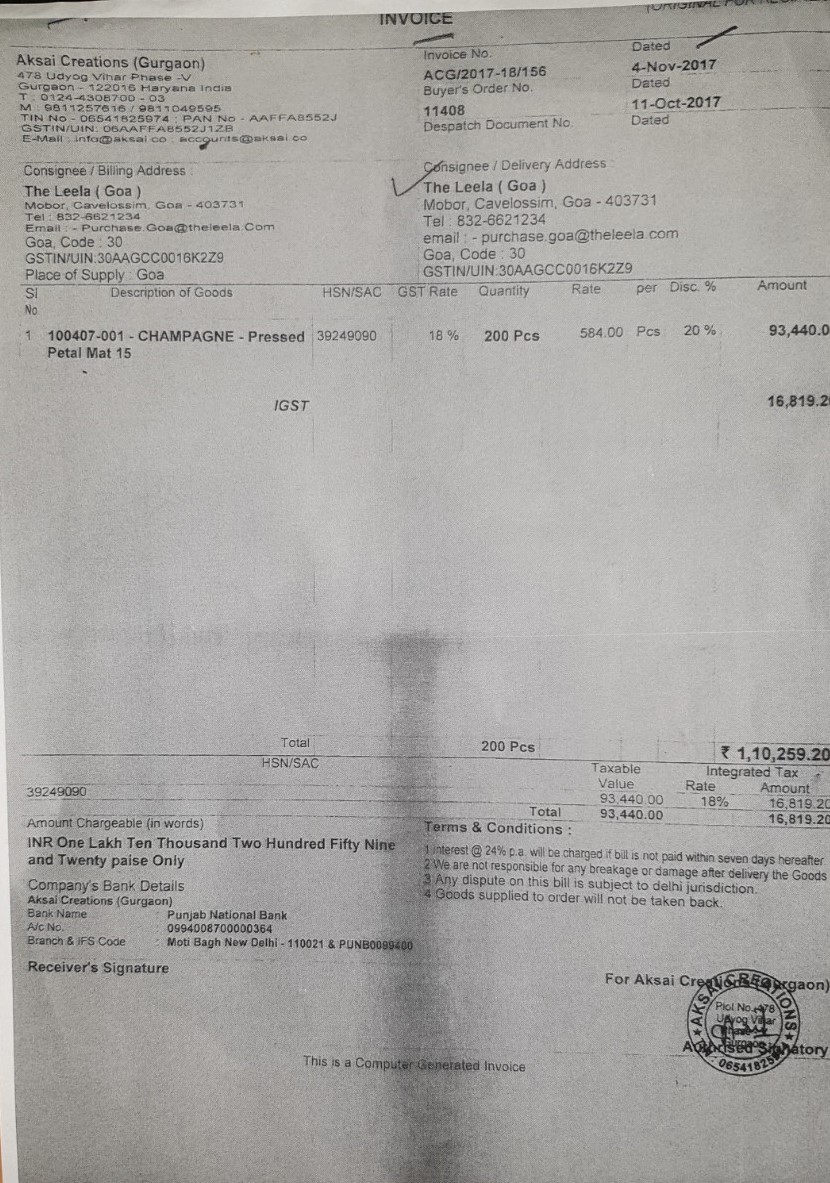 INVOICE
Aksai Creations (Gurgaon)
478 Udyog Vihar Phase -V
Gurgaon - 122016 Haryana India
T : 0124-4306700 - 03
M : 9811257616 / 9811049595
TIN No - 06541825974 ; PAN No - AAFFA8552J
GSTIN/UIN: 06AAFFA8552J1ZB
E-Mail : info@aksai.co : accounts@aksai.co
Invoice No.
ACG/2017-18/156
Dated
4-Nov-2017
Buyer's Order No.
11408
Dated
11-Oct-2017
Despatch Document No.
Dated
Consignee / Billing Address :
The Leela ( Goa )
Mobor, Cavelossim, Goa - 403731
Tel : 832-6621234
Email : - Purchase.Goa@theleela.Com
Goa, Code : 30
GSTIN/UIN:30AAGCC0016K2Z9
Place of Supply : Goa
Consignee / Delivery Address :
The Leela ( Goa )
Mobor, Cavelossim, Goa - 403731
Tel : 832-6621234
email : - purchase.goa@theleela.com
Goa, Code : 30
GSTIN/UIN:30AAGCC0016K2Z9
Sl No. Description of Goods HSN/SAC GST Rate Quantity Rate per Disc. % Amount
1 100407-001 - CHAMPAGNE - Pressed 39249090 18 % 200 Pcs 584.00 Pcs 20 % 93,440.0
Petal Mat 15
IGST 16,819.2
Total 200 Pcs ₹ 1,10,259.20
HSN/SAC Taxable Value Integrated Tax
Rate Amount
39249090 93,440.00 18% 16,819.20
Total 93,440.00 16,819.20
Amount Chargeable (in words)
INR One Lakh Ten Thousand Two Hundred Fifty Nine
and Twenty paise Only
Company's Bank Details
Aksai Creations (Gurgaon)
Bank Name : Punjab National Bank
A/c No. : 0994008700000364
Branch & IFS Code : Moti Bagh New Delhi - 110021 & PUNB0099400
Terms & Conditions :
1 Interest @ 24% p.a. will be charged if bill is not paid within seven days hereafter
2 We are not responsible for any breakage or damage after delivery the Goods
3 Any dispute on this bill is subject to delhi jurisdiction.
4 Goods supplied to order will not be taken back.
Receiver's Signature
For Aksai Creations (Gurgaon)
AKSAI CREATIONS
Plot No. 478
Udyog Vihar
Gurgaon
Authorised Signatory
This is a Computer Generated Invoice